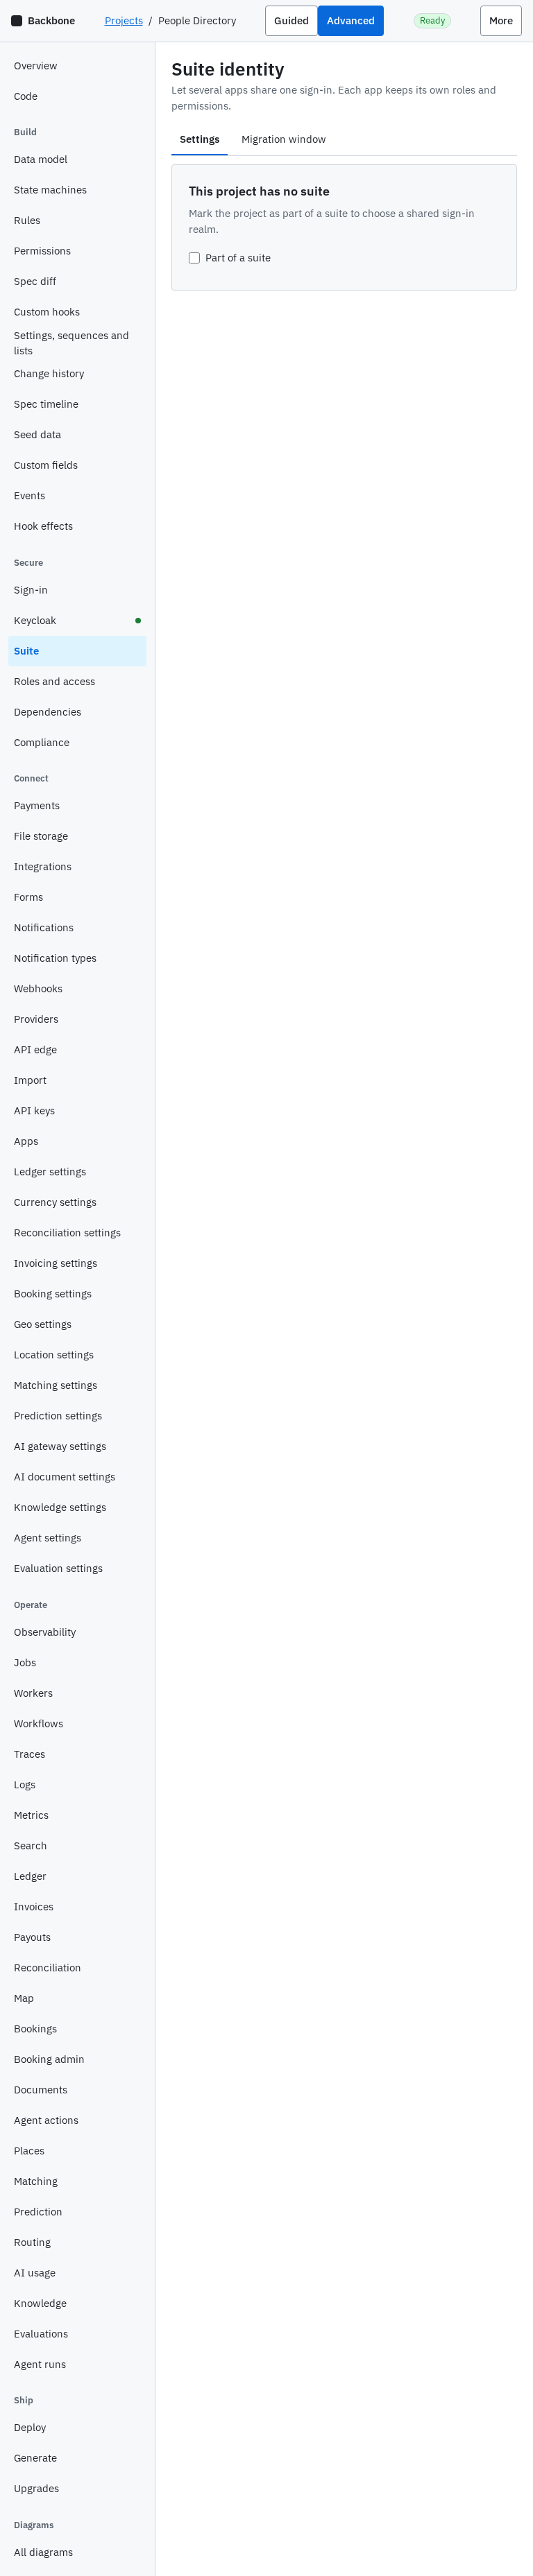 Backbone
Projects / People Directory
Guided
Advanced
Ready
More
Overview
Code
Build
Data model
State machines
Rules
Permissions
Spec diff
Custom hooks
Settings, sequences and
lists
Change history
Spec timeline
Seed data
Custom fields
Events
Hook effects
Secure
Sign-in
Keycloak
Suite
Roles and access
Dependencies
Compliance
Connect
Payments
File storage
Integrations
Forms
Notifications
Notification types
Webhooks
Providers
API edge
Import
API keys
Apps
Ledger settings
Currency settings
Reconciliation settings
Invoicing settings
Booking settings
Geo settings
Location settings
Matching settings
Prediction settings
AI gateway settings
AI document settings
Knowledge settings
Agent settings
Evaluation settings
Operate
Observability
Jobs
Workers
Workflows
Traces
Logs
Metrics
Search
Ledger
Invoices
Payouts
Reconciliation
Map
Bookings
Booking admin
Documents
Agent actions
Places
Matching
Prediction
Routing
AI usage
Knowledge
Evaluations
Agent runs
Ship
Deploy
Generate
Upgrades
Diagrams
All diagrams
Suite identity
Let several apps share one sign-in. Each app keeps its own roles and
permissions.
Settings
Migration window
This project has no suite
Mark the project as part of a suite to choose a shared sign-in
realm.
Part of a suite